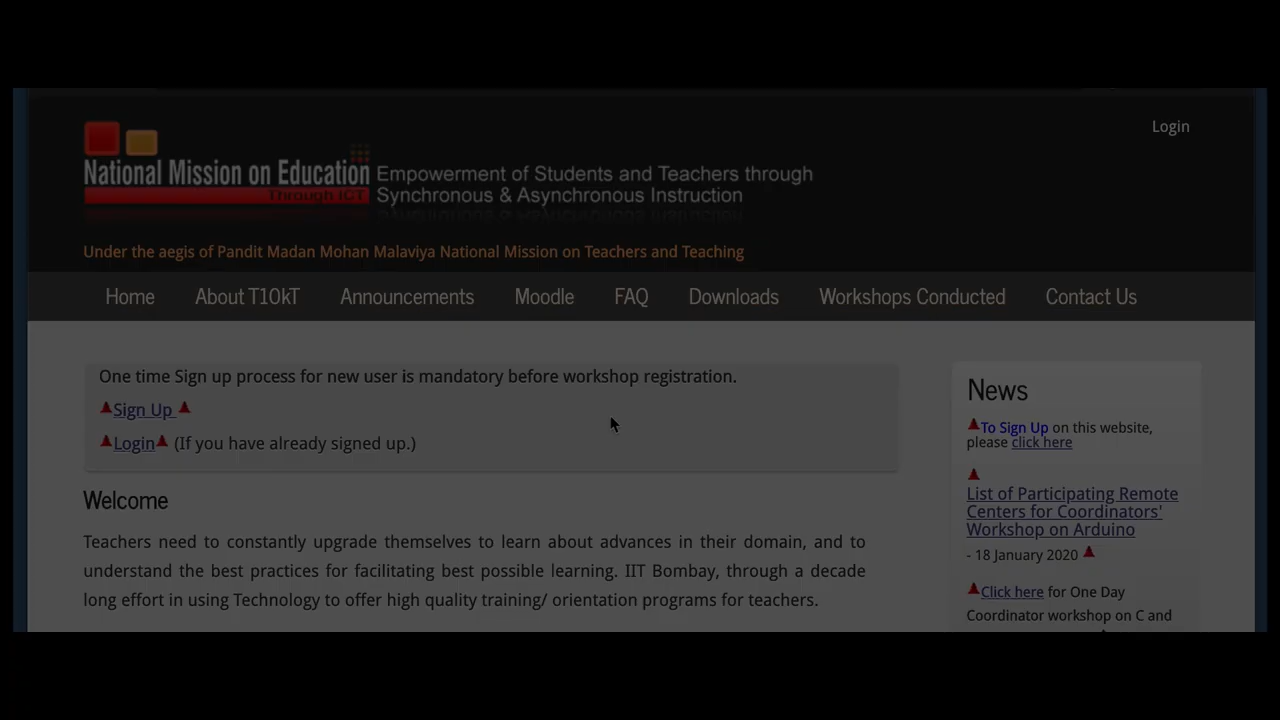 Login
National Mission on Education
Through ICT
Empowerment of Students and Teachers through
Synchronous & Asynchronous Instruction
Under the aegis of Pandit Madan Mohan Malaviya National Mission on Teachers and Teaching
Home About T10kT Announcements Moodle FAQ Downloads Workshops Conducted Contact Us
One time Sign up process for new user is mandatory before workshop registration.
Sign Up
Login (If you have already signed up.)
Welcome
Teachers need to constantly upgrade themselves to learn about advances in their domain, and to
understand the best practices for facilitating best possible learning. IIT Bombay, through a decade
long effort in using Technology to offer high quality training/ orientation programs for teachers.
News
To Sign Up on this website,
please click here
List of Participating Remote
Centers for Coordinators'
Workshop on Arduino
- 18 January 2020
Click here for One Day
Coordinator workshop on C and